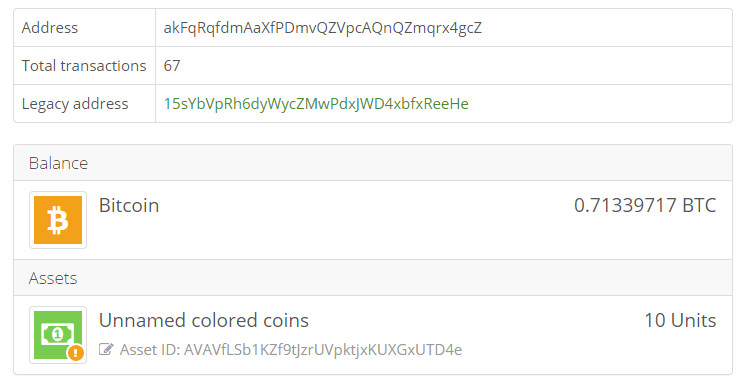 Address akFqRqfdmAaXfPDmvQZVpcAQnQZmqrx4gcZ
Total transactions 67
Legacy address 15sYbVpRh6dyWycZMwPdxJWD4xbfxReeHe
Balance
Bitcoin 0.71339717 BTC
Assets
Unnamed colored coins 10 Units
Asset ID: AVAVfLSb1KZf9tJzrUVpktjxKUXGxUTD4e